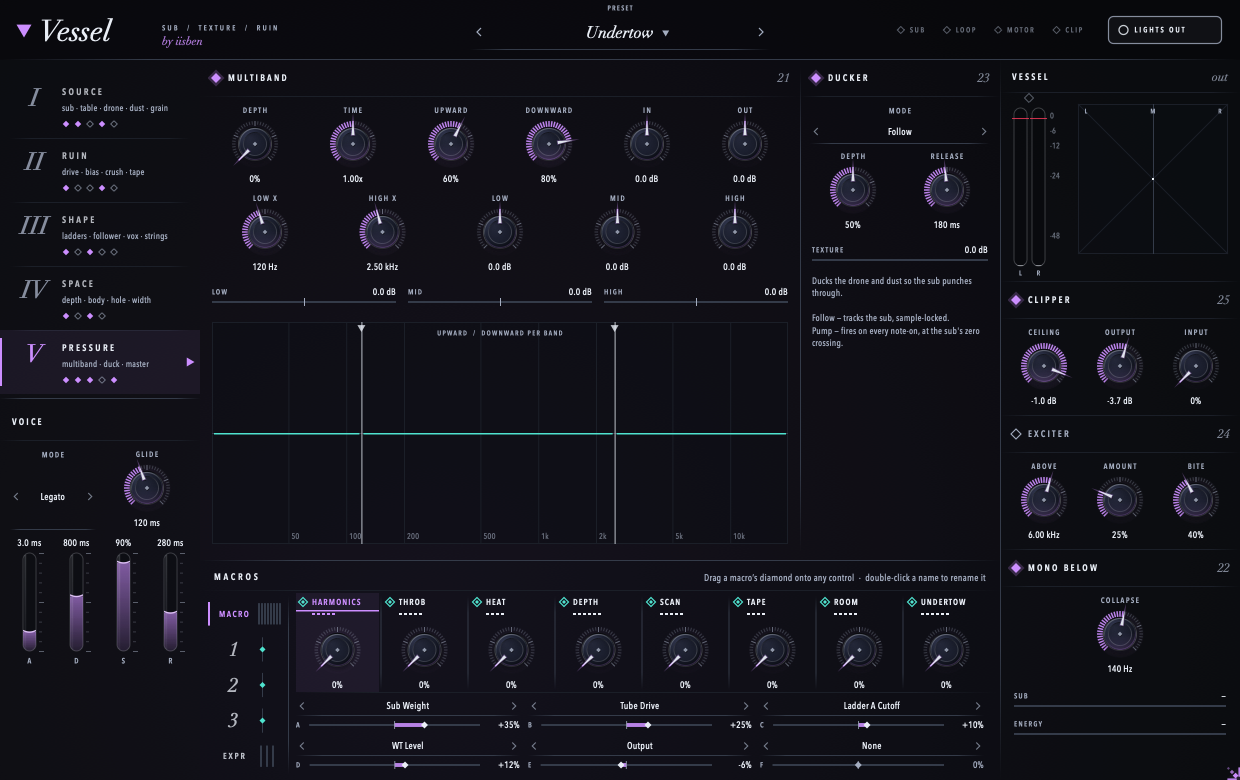 PRESET
Vessel
SUB / TEXTURE / RUIN
by iisben
Undertow
SUB LOOP MOTOR CLIP
LIGHTS OUT
I SOURCE
sub · table · drone · dust · grain
II RUIN
drive · bias · crush · tape
III SHAPE
ladders · follower · vox · strings
IV SPACE
depth · body · hole · width
V PRESSURE
multiband · duck · master
VOICE
MODE GLIDE
Legato
120 ms
3.0 ms 800 ms 90% 280 ms
A D S R
MULTIBAND 21
DEPTH TIME UPWARD DOWNWARD IN OUT
0% 1.00x 60% 80% 0.0 dB 0.0 dB
LOW X HIGH X LOW MID HIGH
120 Hz 2.50 kHz 0.0 dB 0.0 dB 0.0 dB
LOW 0.0 dB MID 0.0 dB HIGH 0.0 dB
UPWARD / DOWNWARD PER BAND
50 100 200 500 1k 2k 5k 10k
DUCKER 23
MODE
Follow
DEPTH RELEASE
50% 180 ms
TEXTURE 0.0 dB
Ducks the drone and dust so the sub punches
through.
Follow – tracks the sub, sample-locked.
Pump – fires on every note-on, at the sub's zero
crossing.
MACROS
Drag a macro's diamond onto any control · double-click a name to rename it
MACRO
1
2
3
EXPR
HARMONICS THROB HEAT DEPTH SCAN TAPE ROOM UNDERTOW
0% 0% 0% 0% 0% 0% 0% 0%
Sub Weight Tube Drive Ladder A Cutoff
A +35% B +25% C +10%
WT Level Output None
D +12% E -6% F 0%
VESSEL out
L M R
0
-6
-12
-24
-48
L R
CLIPPER 25
CEILING OUTPUT INPUT
-1.0 dB -3.7 dB 0%
EXCITER 24
ABOVE AMOUNT BITE
6.00 kHz 25% 40%
MONO BELOW 22
COLLAPSE
140 Hz
SUB –
ENERGY –